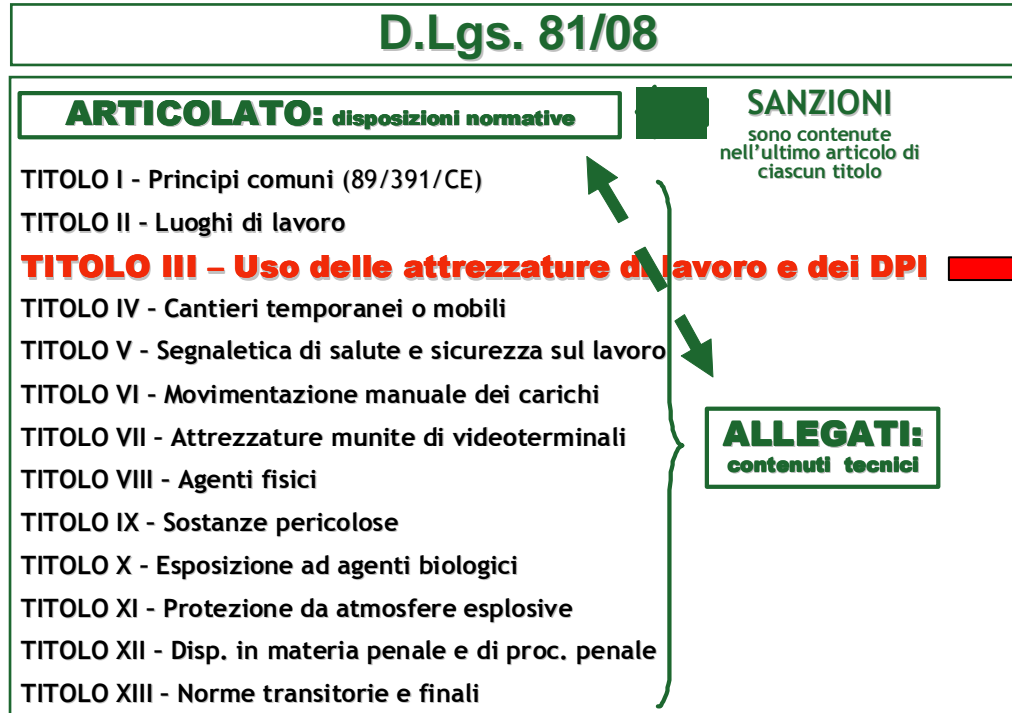 D.Lgs. 81/08
ARTICOLATO: disposizioni normative
SANZIONI
sono contenute
nell'ultimo articolo di
ciascun titolo
TITOLO I – Principi comuni (89/391/CE)
TITOLO II – Luoghi di lavoro
TITOLO III – Uso delle attrezzature di lavoro e dei DPI
TITOLO IV – Cantieri temporanei o mobili
TITOLO V – Segnaletica di salute e sicurezza sul lavoro
TITOLO VI – Movimentazione manuale dei carichi
TITOLO VII – Attrezzature munite di videoterminali
TITOLO VIII – Agenti fisici
TITOLO IX – Sostanze pericolose
TITOLO X – Esposizione ad agenti biologici
TITOLO XI – Protezione da atmosfere esplosive
TITOLO XII – Disp. in materia penale e di proc. penale
TITOLO XIII – Norme transitorie e finali
ALLEGATI:
contenuti tecnici